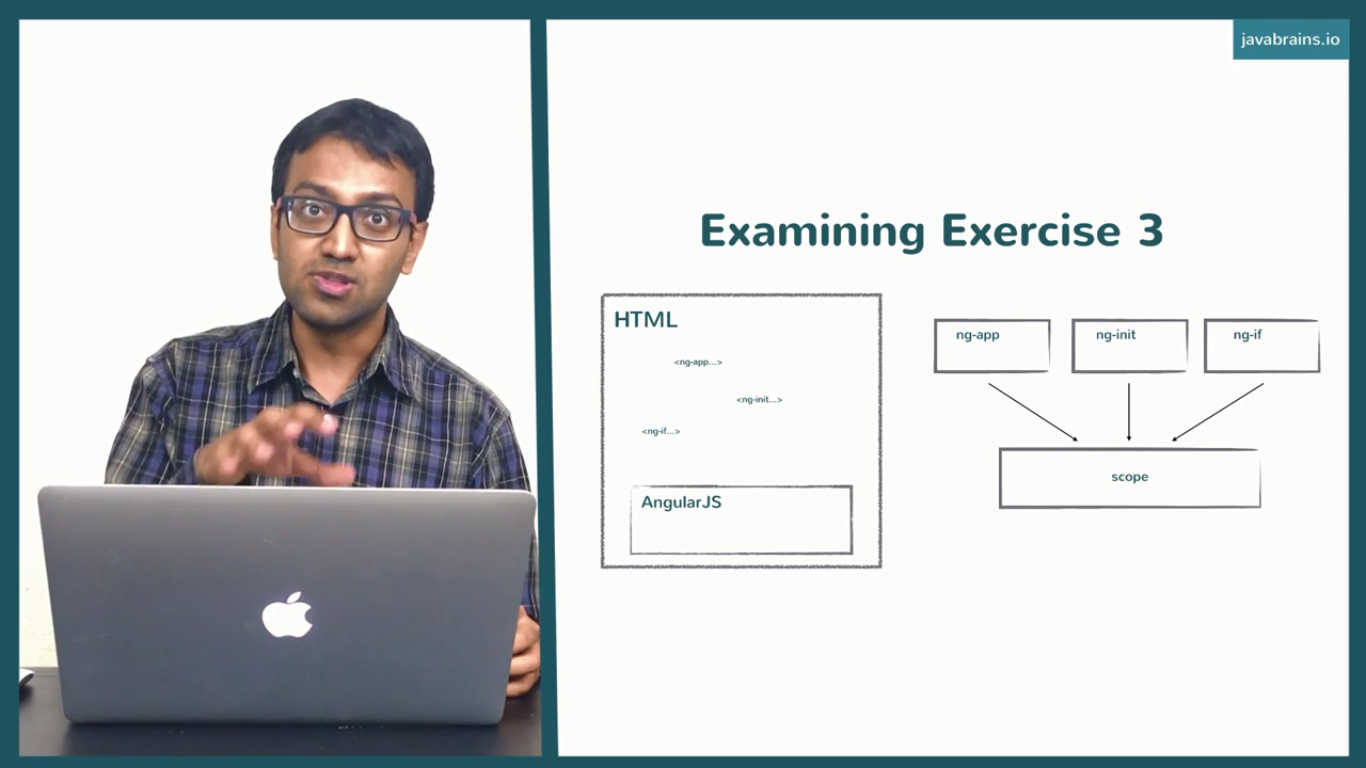 javabrains.io
Examining Exercise 3
HTML
<ng-app...>
<ng-init...>
<ng-if...>
AngularJS
ng-app
ng-init
ng-if
scope